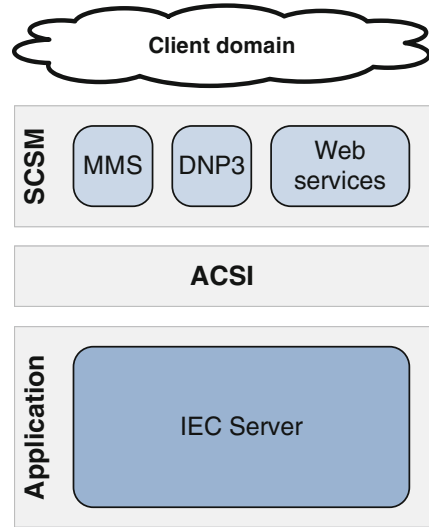 Client domain
SCSM
MMS
DNP3
Web
services
ACSI
Application
IEC Server